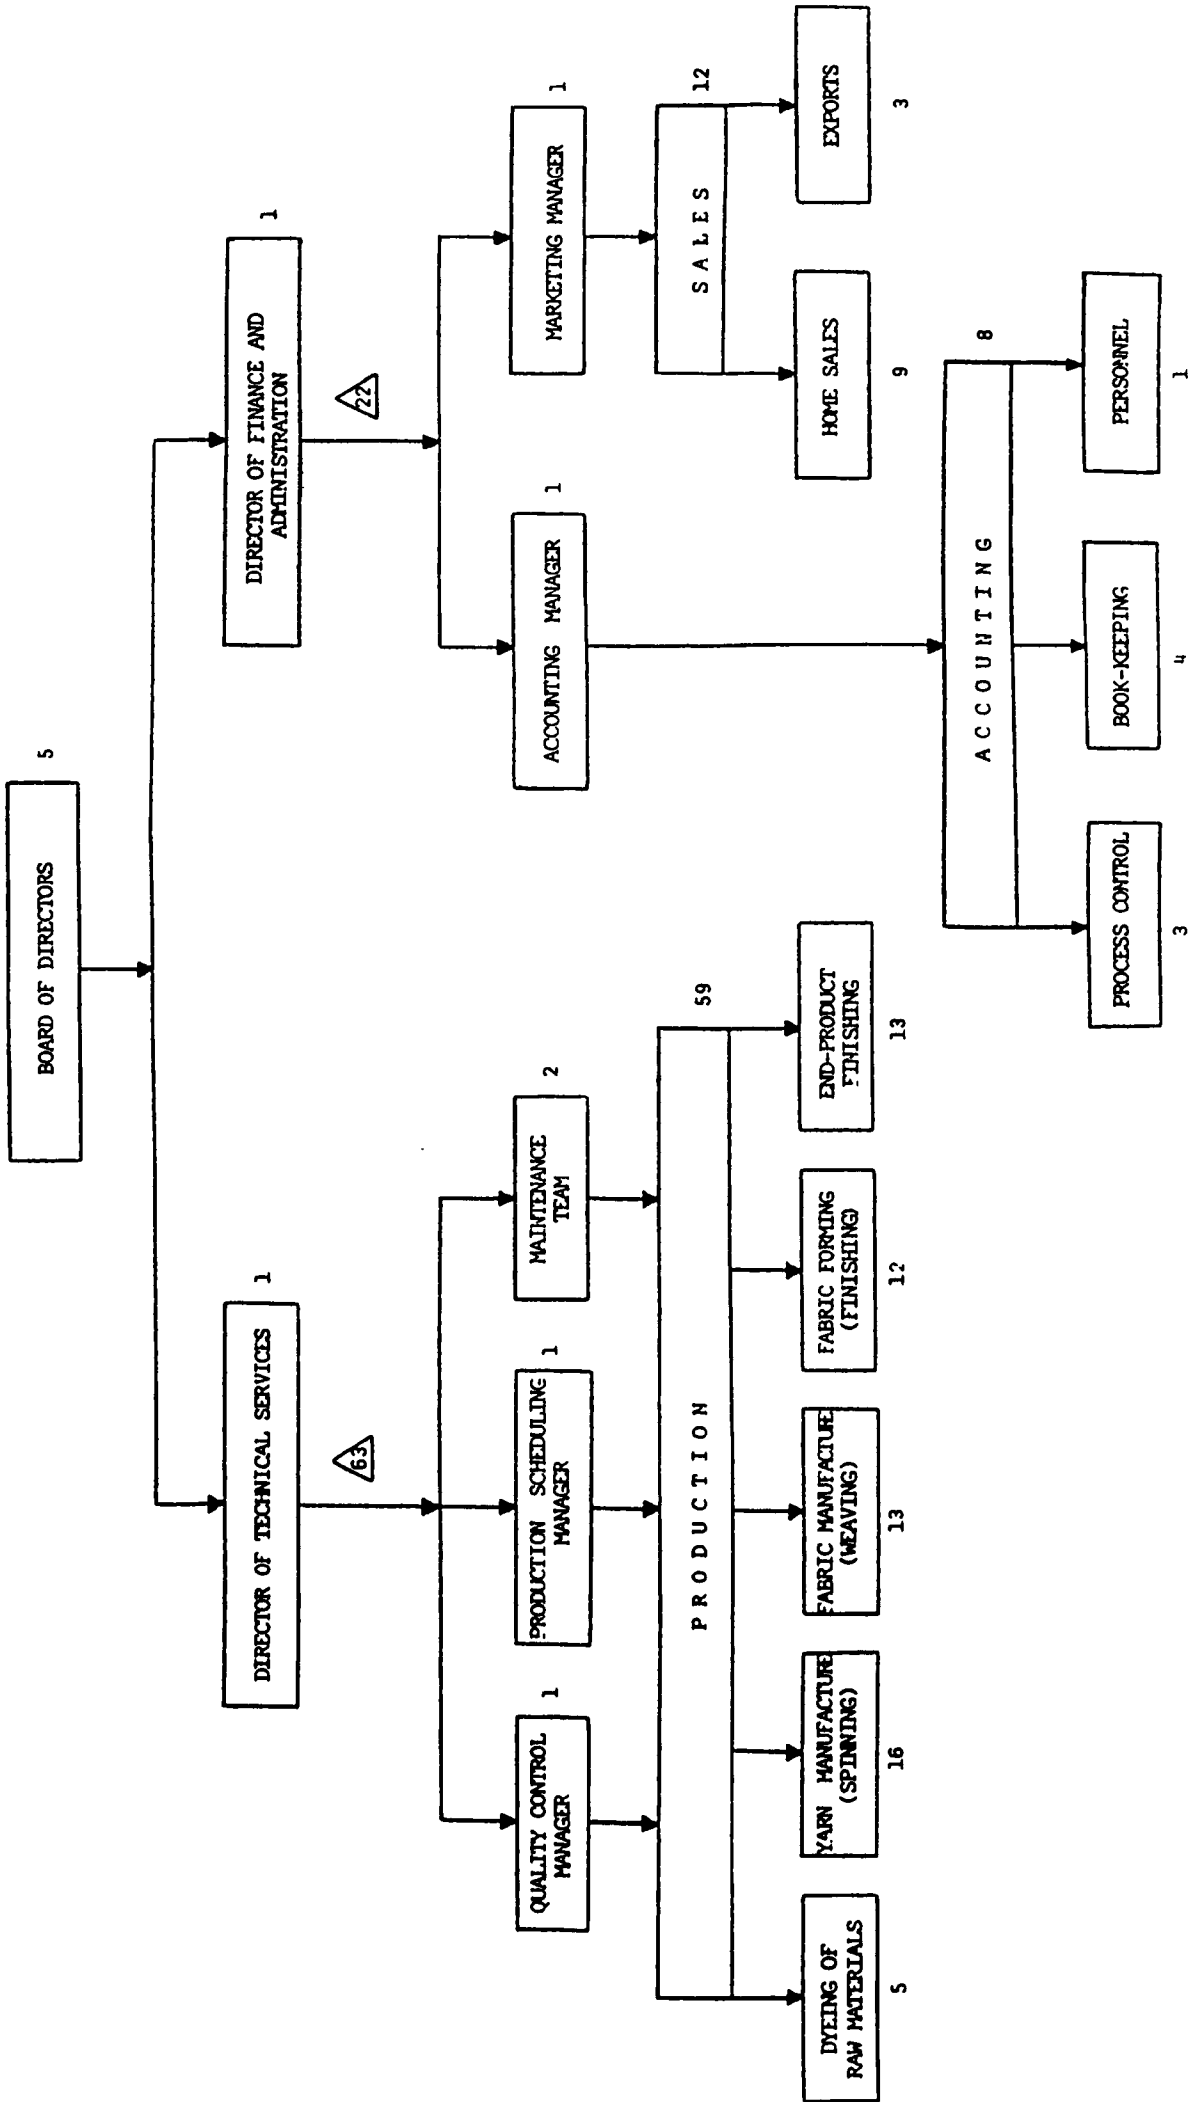 BOARD OF DIRECTORS
5
DIRECTOR OF TECHNICAL SERVICES
1
DIRECTOR OF FINANCE AND
ADMINISTRATION
1
63
22
QUALITY CONTROL
MANAGER
1
PRODUCTION SCHEDULING
MANAGER
1
MAINTENANCE
TEAM
2
ACCOUNTING MANAGER
1
MARKETING MANAGER
1
PRODUCTION
59
SALES
12
DYEING OF
RAW MATERIALS
5
YARN MANUFACTURE
(SPINNING)
16
FABRIC MANUFACTURE
(WEAVING)
13
FABRIC FORMING
(FINISHING)
12
END-PRODUCT
FINISHING
13
HOME SALES
9
EXPORTS
3
ACCOUNTING
8
PROCESS CONTROL
3
BOOK-KEEPING
4
PERSONNEL
1